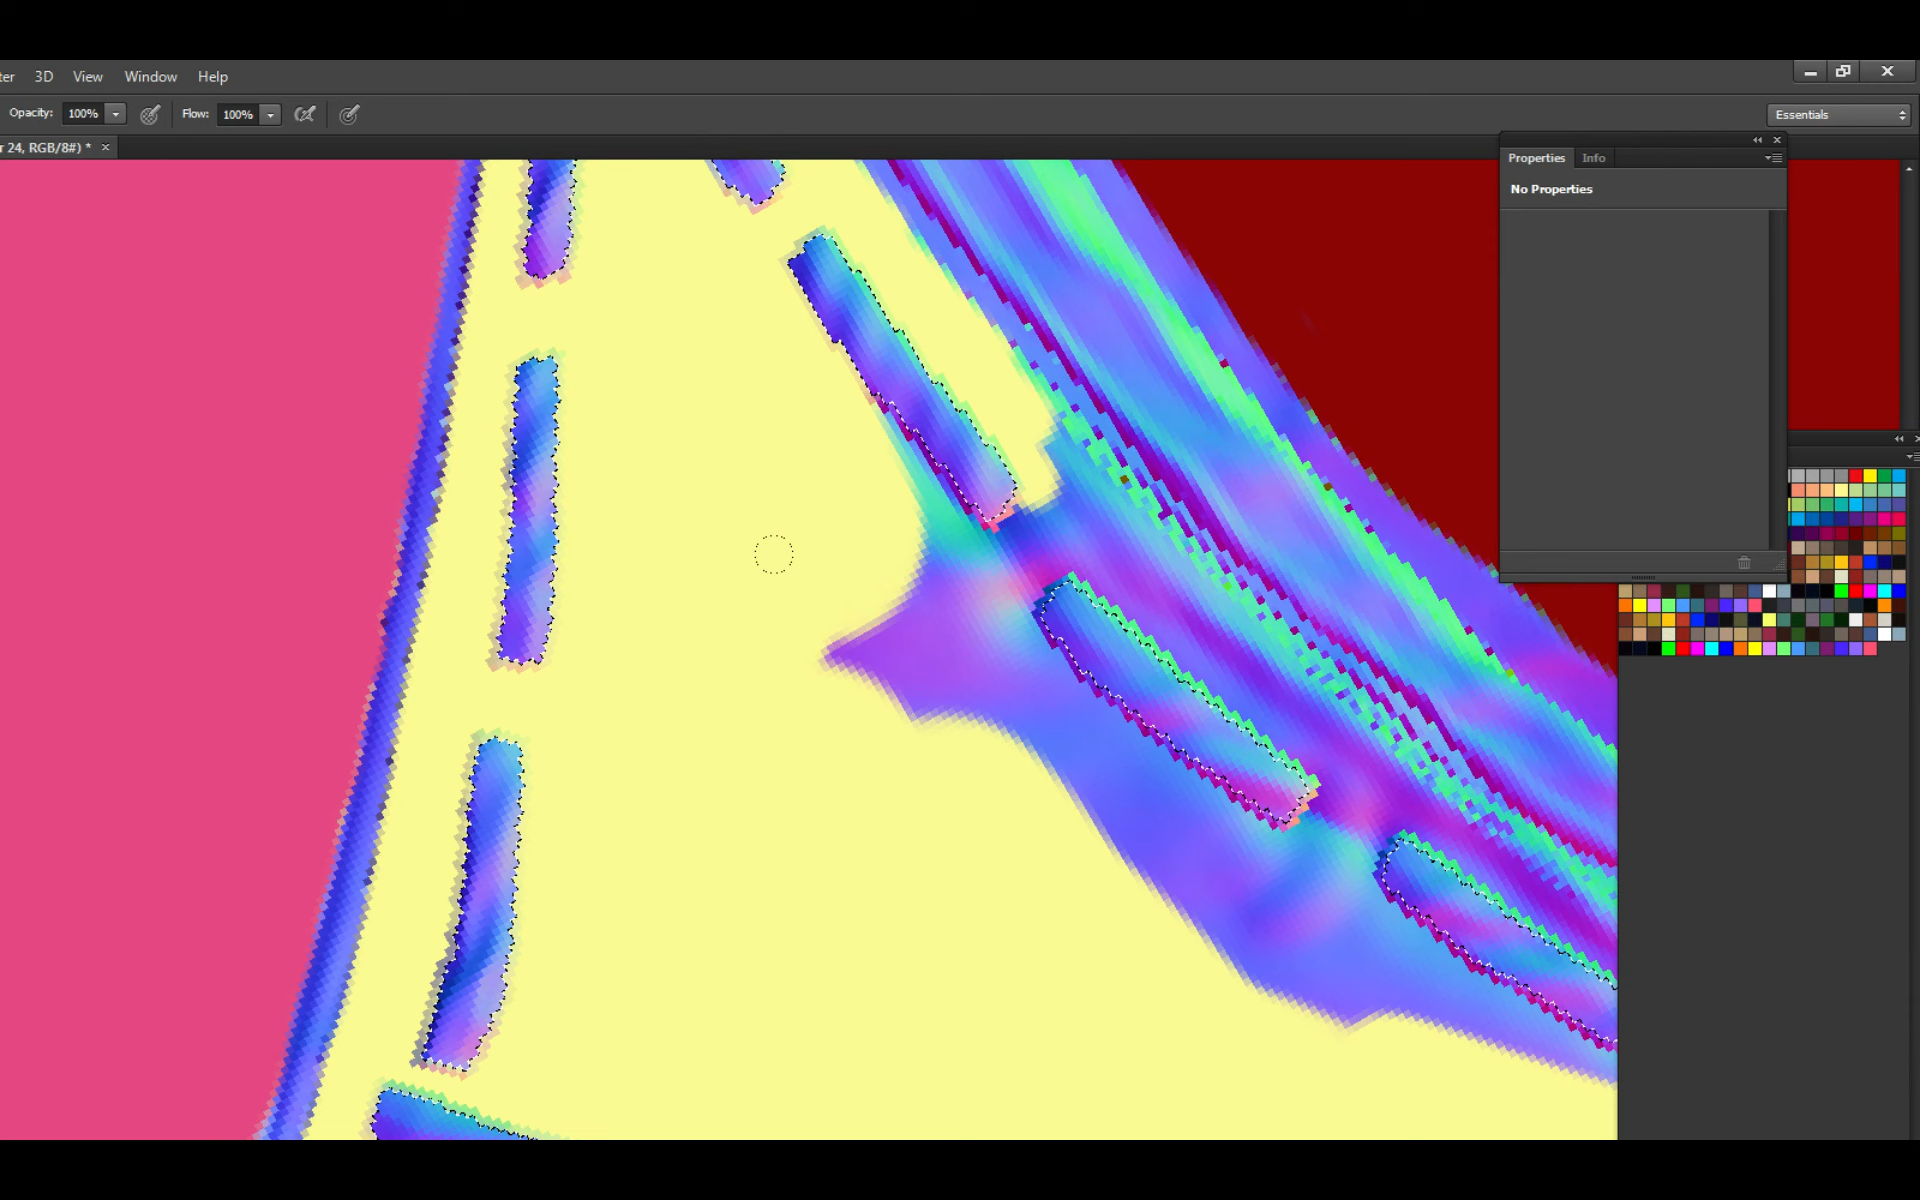 ter 3D View Window Help
Opacity: 100% Flow: 100% Essentials
r 24, RGB/8#) * ×
Properties Info
No Properties